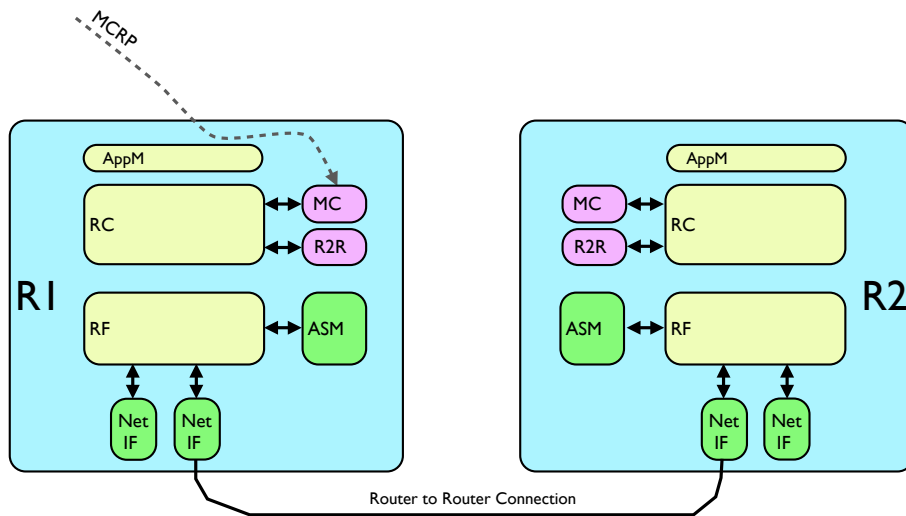 MCRP
AppM
RC
MC
R2R
R1
RF
ASM
Net
IF
Net
IF
AppM
MC
RC
R2R
R2
ASM
RF
Net
IF
Net
IF
Router to Router Connection